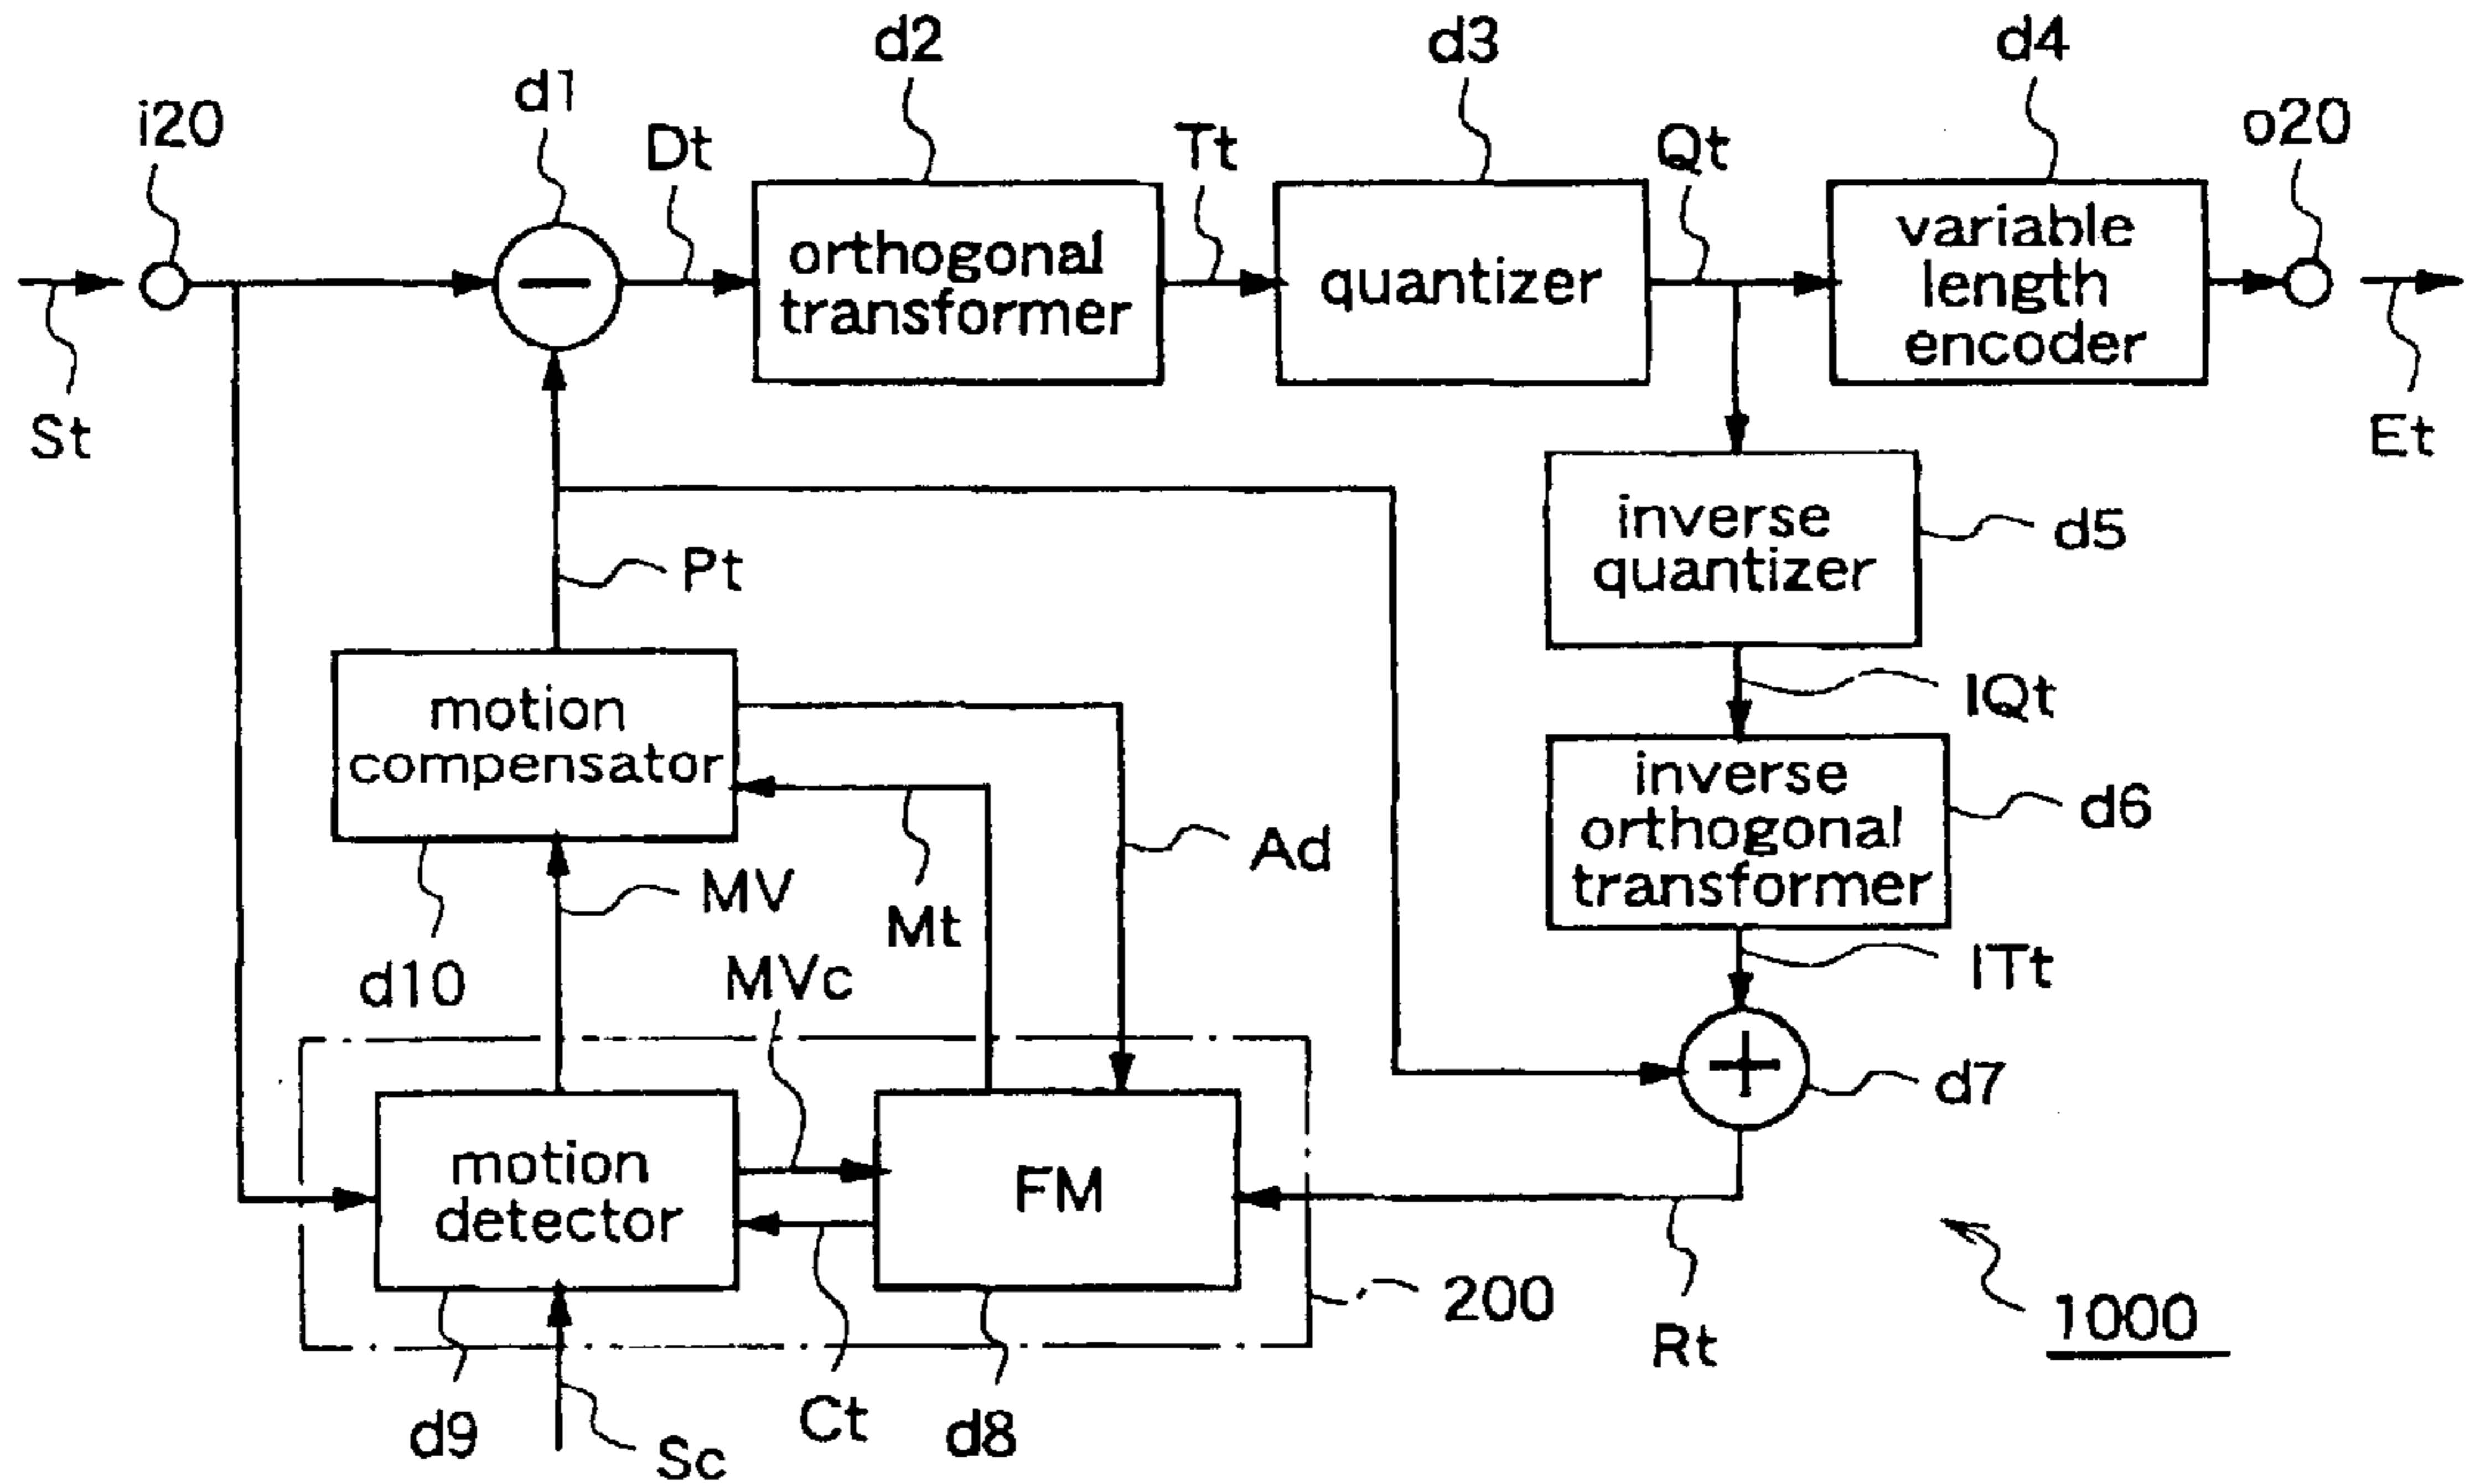 d2
d3
d4
d1
i20
Dt
Tt
Qt
o20
orthogonal
transformer
quantizer
variable
length
encoder
St
Et
inverse
quantizer
d5
Pt
IQt
motion
compensator
inverse
orthogonal
transformer
d6
Ad
MV
Mt
d10
MVc
ITt
d7
motion
detector
FM
200
1000
Rt
d9
Sc
Ct
d8